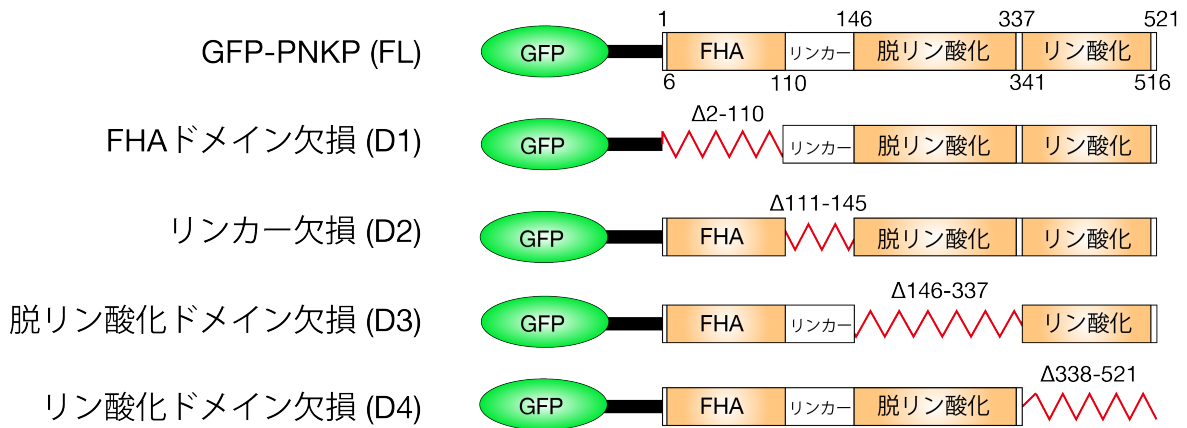 1 146 337 521
GFP-PNKP (FL) GFP FHA リンカー 脱リン酸化 リン酸化
6 110 341 516
Δ2-110
FHAドメイン欠損 (D1) GFP リンカー 脱リン酸化 リン酸化
Δ111-145
リンカー欠損 (D2) GFP FHA 脱リン酸化 リン酸化
Δ146-337
脱リン酸化ドメイン欠損 (D3) GFP FHA リンカー リン酸化
Δ338-521
リン酸化ドメイン欠損 (D4) GFP FHA リンカー 脱リン酸化